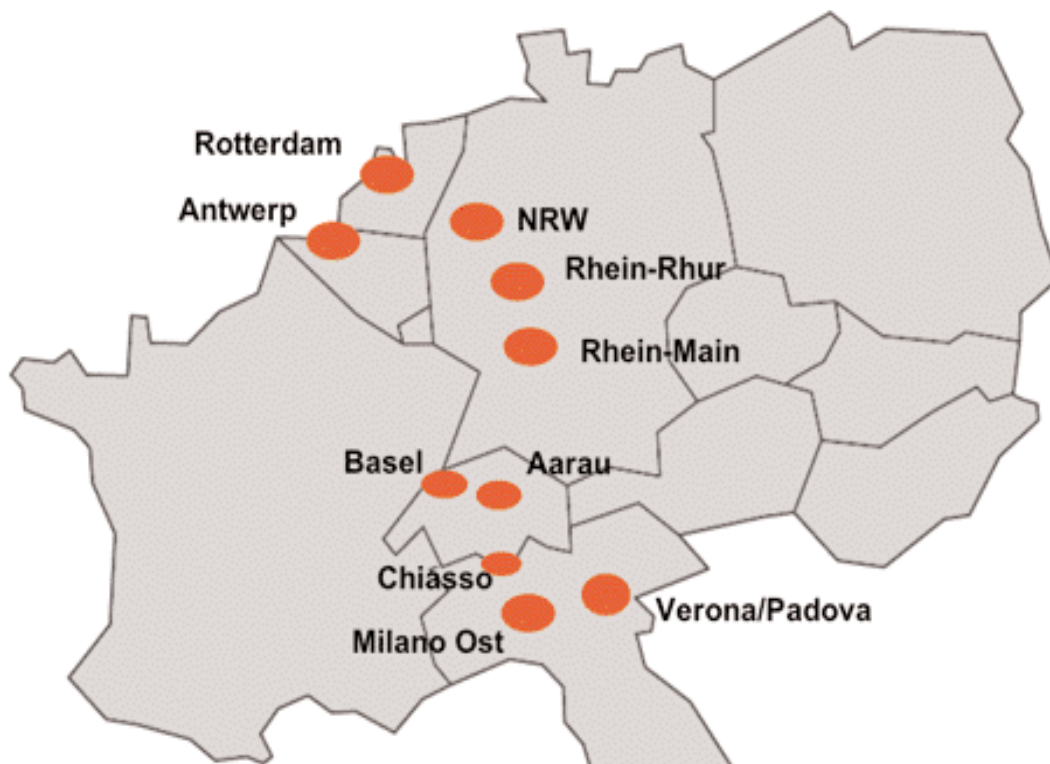 Rotterdam
Antwerp
NRW
Rhein-Rhur
Rhein-Main
Basel
Aarau
Chiasso
Verona/Padova
Milano Ost